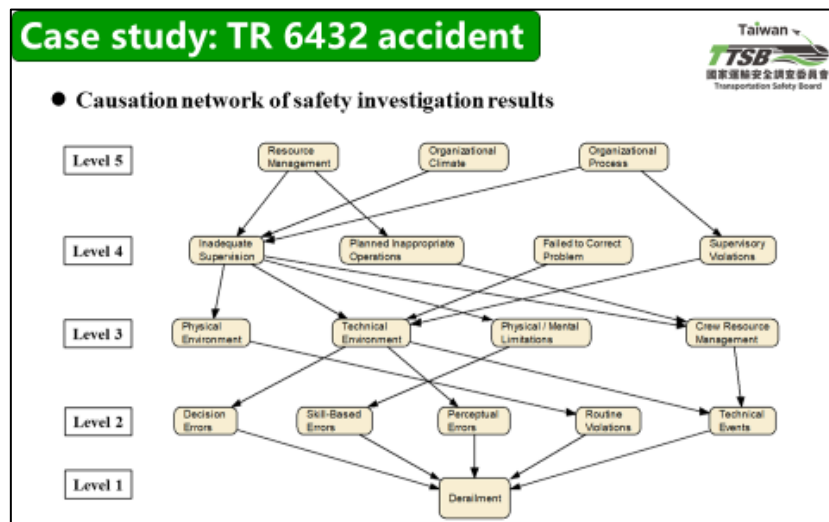 Case study: TR 6432 accident
Taiwan
TTSB
國家運輸安全調查委員會
Transportation Safety Board
● Causation network of safety investigation results
Level 5
Resource
Management
Organizational
Climate
Organizational
Process
Level 4
Inadequate
Supervision
Planned Inappropriate
Operations
Failed to Correct
Problem
Supervisory
Violations
Level 3
Physical
Environment
Technical
Environment
Physical / Mental
Limitations
Crew Resource
Management
Level 2
Decision
Errors
Skill-Based
Errors
Perceptual
Errors
Routine
Violations
Technical
Events
Level 1
Derailment